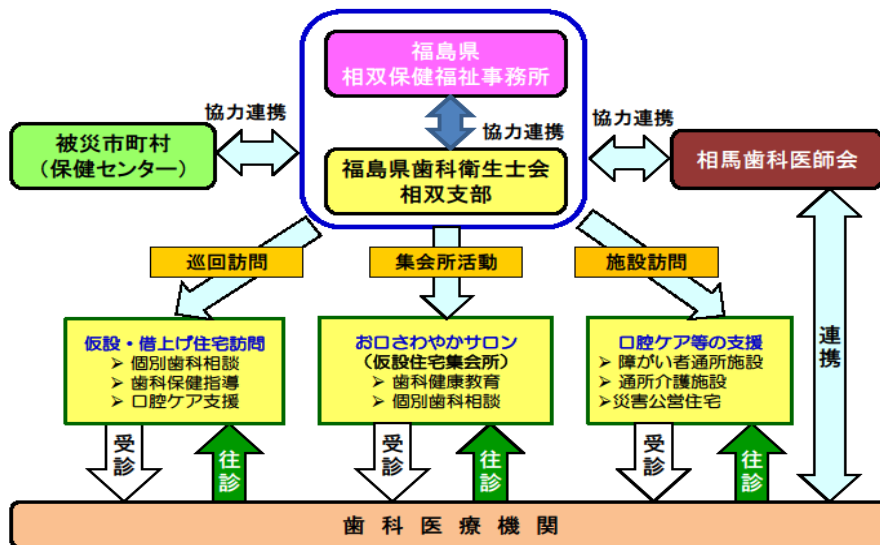 福島県
相双保健福祉事務所
協力連携
協力連携
協力連携
被災市町村
（保健センター）
福島県歯科衛生士会
相双支部
相馬歯科医師会
巡回訪問
集会所活動
施設訪問
仮設・借上げ住宅訪問
➢ 個別歯科相談
➢ 歯科保健指導
➢ 口腔ケア支援
お口さわやかサロン
（仮設住宅集会所）
➢ 歯科健康教育
➢ 個別歯科相談
口腔ケア等の支援
➢ 障がい者通所施設
➢ 通所介護施設
➢災害公営住宅
連携
受診
往診
受診
往診
受診
往診
歯科医療機関